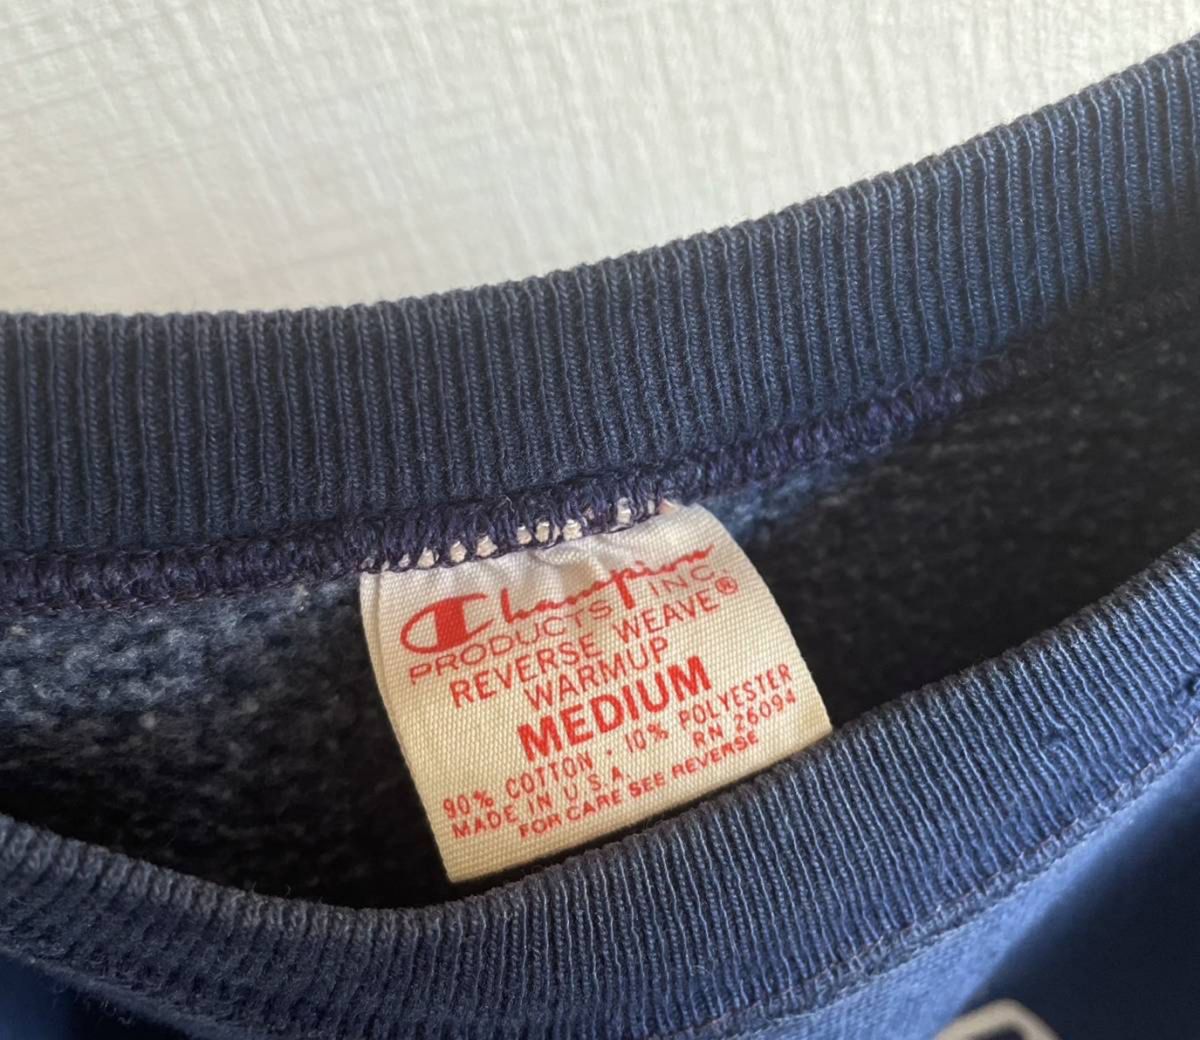 Champion
PRODUCTS INC.
REVERSE WEAVE®
WARMUP
MEDIUM
90% COTTON · 10% POLYESTER
MADE IN U.S.A. RN 26094
FOR CARE SEE REVERSE